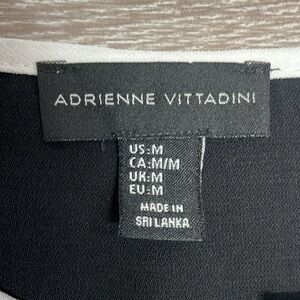 ADRIENNE VITTADINI
US:M
CA:M/M
UK:M
EU:M
MADE IN
SRI LANKA